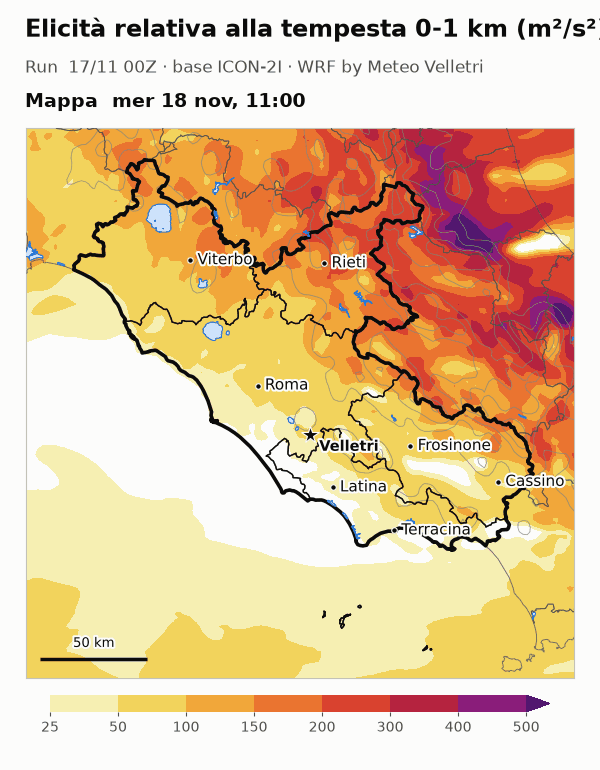 Elicità relativa alla tempesta 0-1 km (m²/s²)
Run 17/11 00Z · base ICON-2I · WRF by Meteo Velletri
Mappa mer 18 nov, 11:00
Viterbo
Rieti
Roma
Velletri
Frosinone
Latina
Cassino
Terracina
50 km
25 50 100 150 200 300 400 500